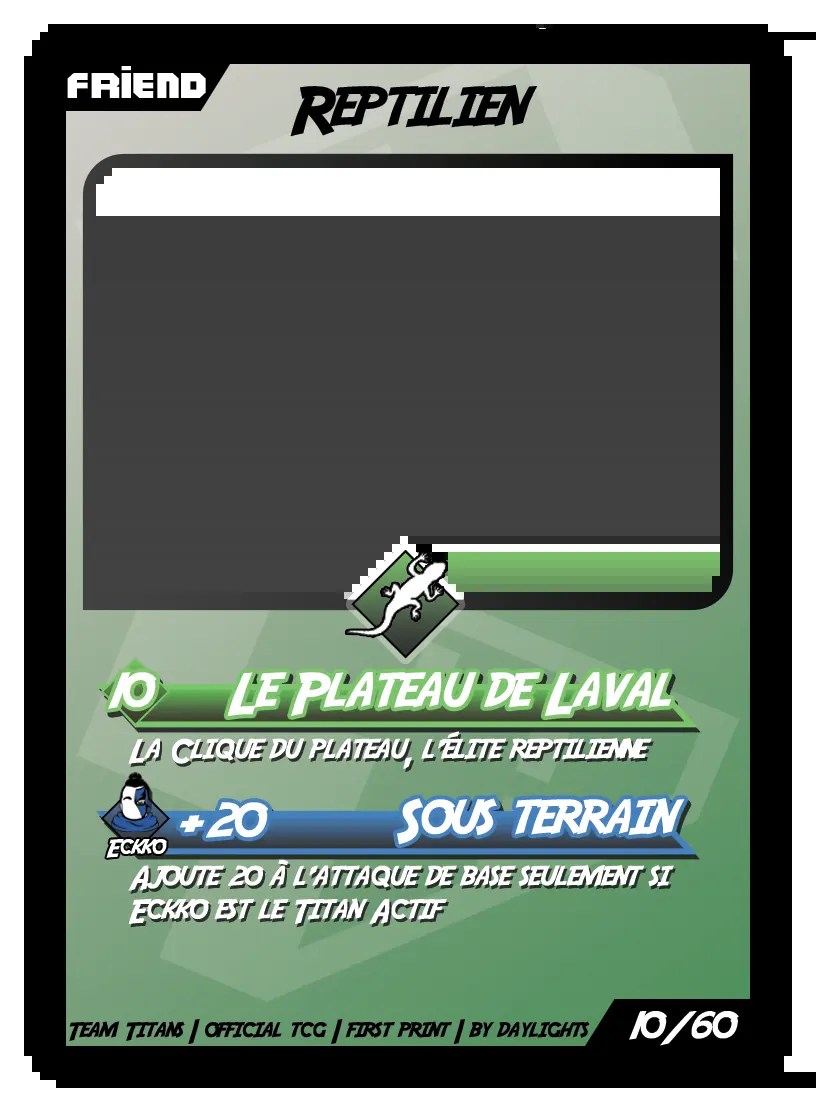 FRIEND
REPTILIEN
10 LE PLATEAU DE LAVAL
LA CLIQUE DU PLATEAU, L'ÉLITE REPTILIENNE
ECKKO +20 SOUS TERRAIN
AJOUTE 20 À L'ATTAQUE DE BASE SEULEMENT SI
ECKKO EST LE TITAN ACTIF
TEAM TITANS | OFFICIAL TCG | FIRST PRINT | BY DAYLIGHTS
10/60